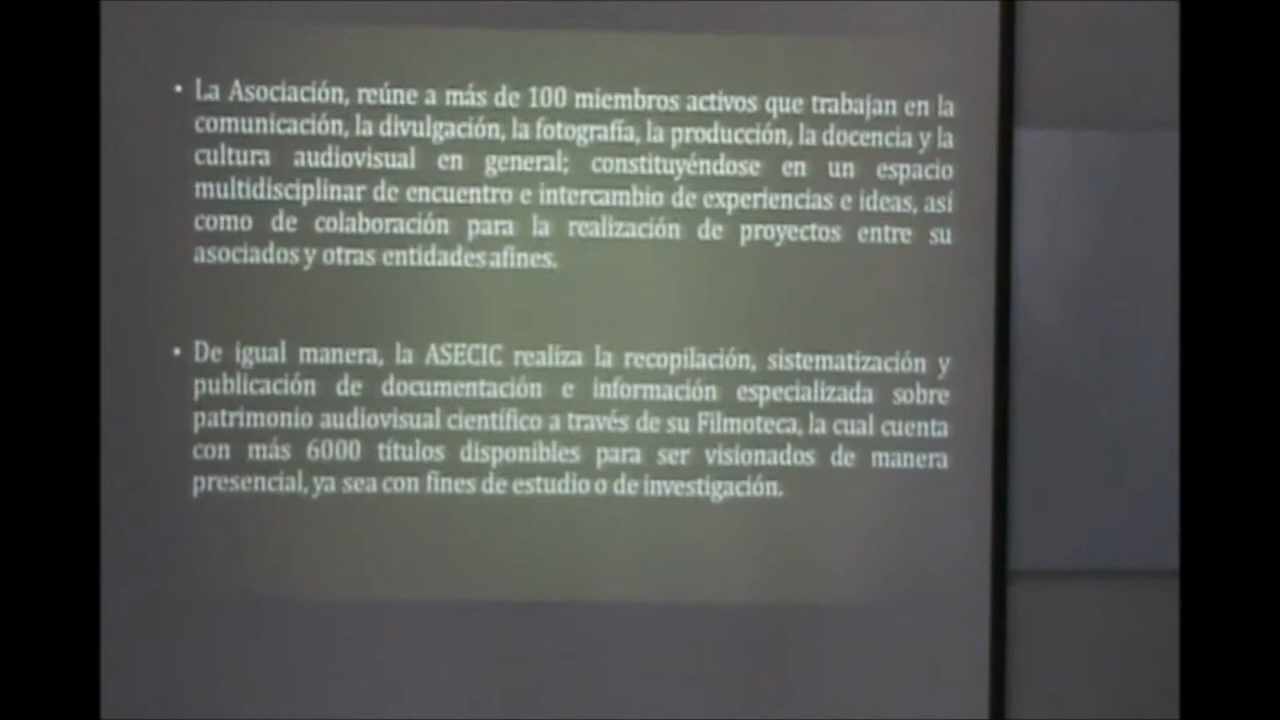 • La Asociación, reúne a más de 100 miembros activos que trabajan en la
comunicación, la divulgación, la fotografía, la producción, la docencia y la
cultura audiovisual en general; constituyéndose en un espacio
multidisciplinar de encuentro e intercambio de experiencias e ideas, así
como de colaboración para la realización de proyectos entre su
asociados y otras entidades afines.
• De igual manera, la ASECIC realiza la recopilación, sistematización y
publicación de documentación e información especializada sobre
patrimonio audiovisual científico a través de su Filmoteca, la cual cuenta
con más 6000 títulos disponibles para ser visionados de manera
presencial, ya sea con fines de estudio o de investigación.